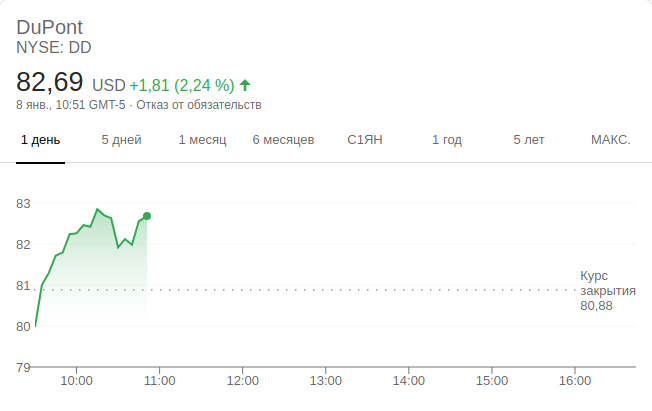 DuPont
NYSE: DD
82,69 USD +1,81 (2,24 %)
8 янв., 10:51 GMT-5 · Отказ от обязательств
1 день 5 дней 1 месяц 6 месяцев С1ЯН 1 год 5 лет МАКС.
83
82
81
80
79
Курс
закрытия
80,88
10:00 11:00 12:00 13:00 14:00 15:00 16:00